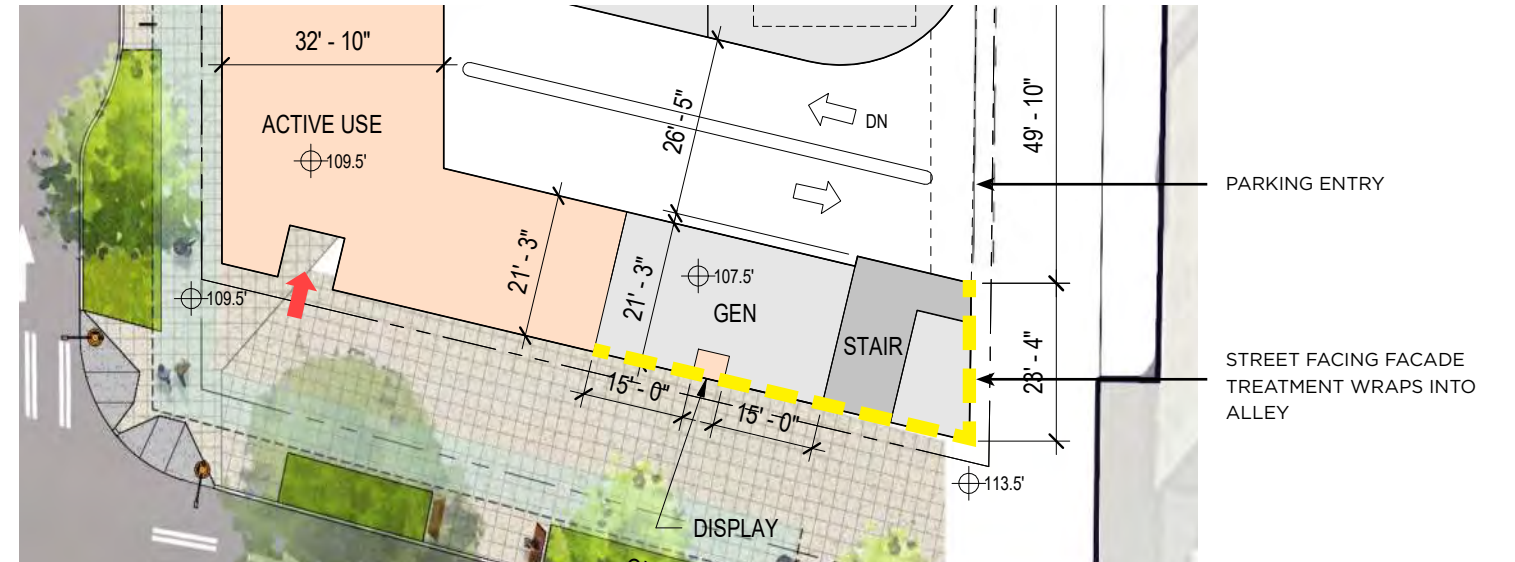 32' - 10"
ACTIVE USE
109.5'
26' - 5"
DN
49' - 10"
PARKING ENTRY
21' - 3"
21' - 3"
107.5'
GEN
109.5'
STAIR
23' - 4"
STREET FACING FACADE
TREATMENT WRAPS INTO
ALLEY
15' - 0"
15' - 0"
113.5'
DISPLAY